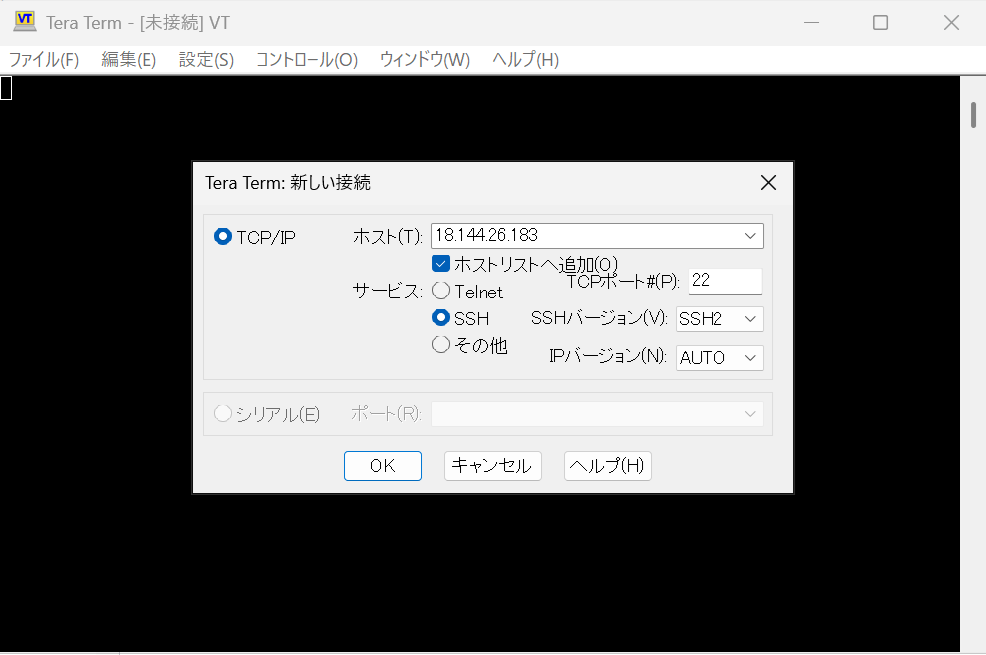 VT Tera Term - [未接続] VT
ファイル(F) 編集(E) 設定(S) コントロール(O) ウィンドウ(W) ヘルプ(H)
Tera Term: 新しい接続
TCP/IP ホスト(T): 18.144.26.183
ホストリストへ追加(O)
TCPポート#(P): 22
サービス: Telnet
SSH SSHバージョン(V): SSH2
その他 IPバージョン(N): AUTO
シリアル(E) ポート(R):
OK キャンセル ヘルプ(H)